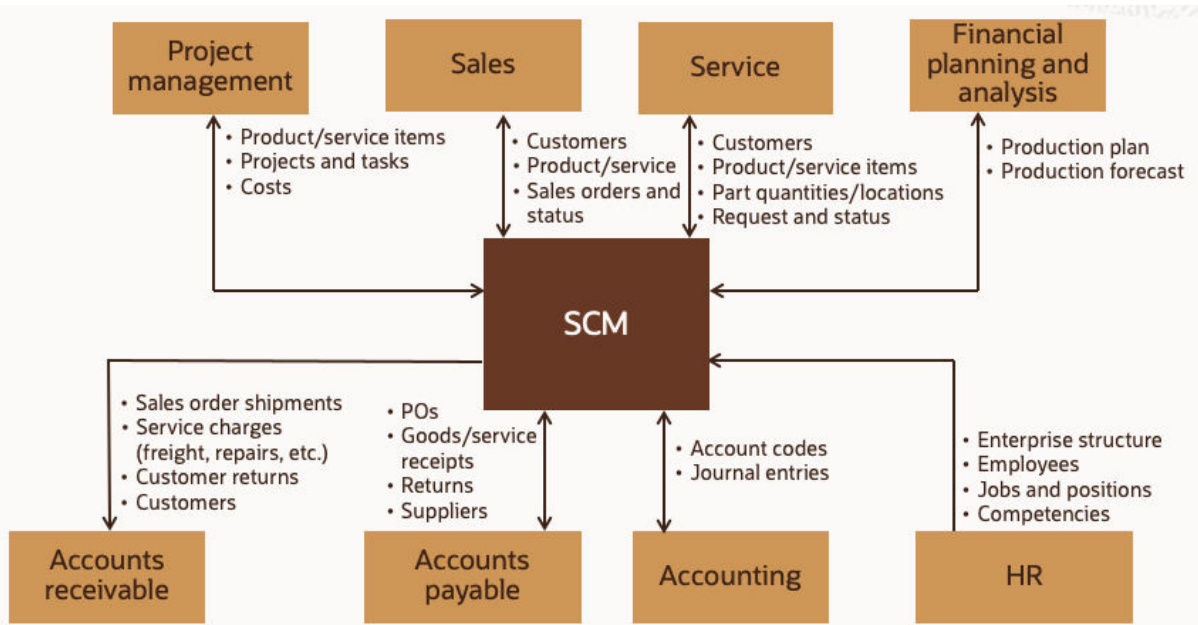 Project
management
Sales
Service
Financial
planning and
analysis
• Product/service items
• Projects and tasks
• Costs
• Customers
• Product/service
• Sales orders and
status
• Customers
• Product/service items
• Part quantities/locations
• Request and status
• Production plan
• Production forecast
SCM
• Sales order shipments
• Service charges
(freight, repairs, etc.)
• Customer returns
• Customers
• POs
• Goods/service
receipts
• Returns
• Suppliers
• Account codes
• Journal entries
• Enterprise structure
• Employees
• Jobs and positions
• Competencies
Accounts
receivable
Accounts
payable
Accounting
HR